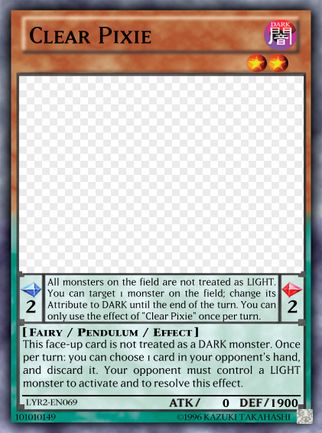 Clear Pixie
DARK
闇
All monsters on the field are not treated as LIGHT.
You can target 1 monster on the field; change its
Attribute to DARK until the end of the turn. You can
only use the effect of "Clear Pixie" once per turn.
2
2
[ Fairy / Pendulum / Effect ]
This face-up card is not treated as a DARK monster. Once
per turn: you can choose 1 card in your opponent's hand,
and discard it. Your opponent must control a LIGHT
monster to activate and to resolve this effect.
LYR2-EN069 ATK/ 0 DEF/1900
101010149 ©1996 KAZUKI TAKAHASHI